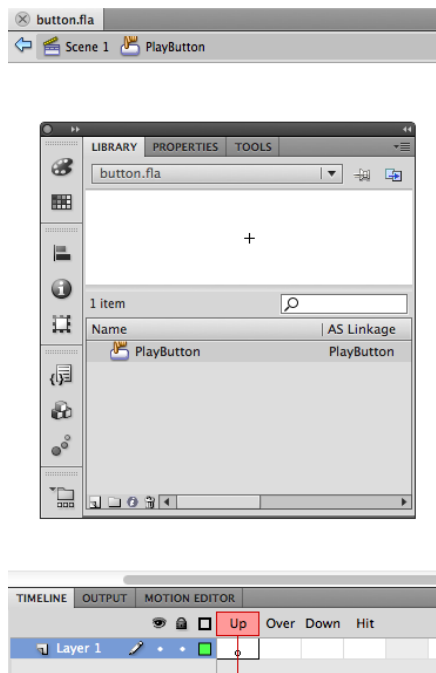 button.fla
Scene 1 PlayButton
LIBRARY PROPERTIES TOOLS
button.fla
1 item
Name AS Linkage
PlayButton PlayButton
TIMELINE OUTPUT MOTION EDITOR
Up Over Down Hit
Layer 1